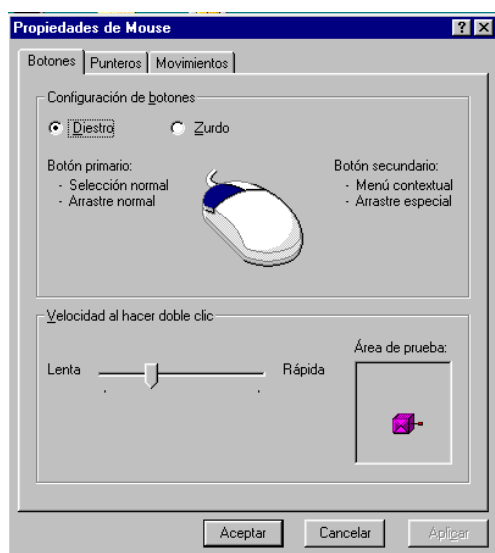 Propiedades de Mouse
Botones Punteros Movimientos
Configuración de botones
Diestro Zurdo
Botón primario: Botón secundario:
- Selección normal - Menú contextual
- Arrastre normal - Arrastre especial
Velocidad al hacer doble clic
Área de prueba:
Lenta Rápida
Aceptar Cancelar Aplicar